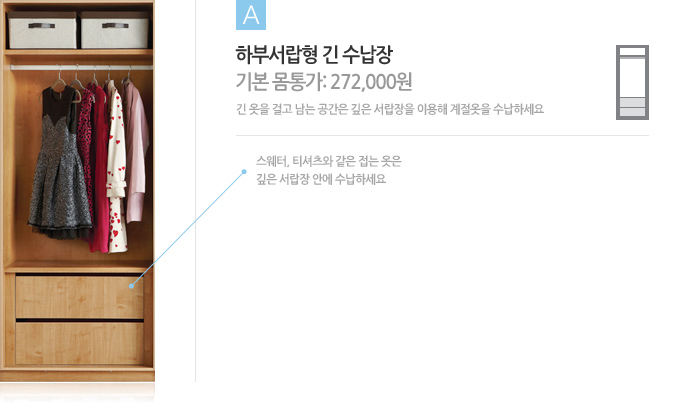 A
하부서랍형 긴 수납장
기본 몸통가: 272,000원
긴 옷을 걸고 남는 공간은 깊은 서랍장을 이용해 계절옷을 수납하세요
스웨터, 티셔츠와 같은 접는 옷은
깊은 서랍장 안에 수납하세요